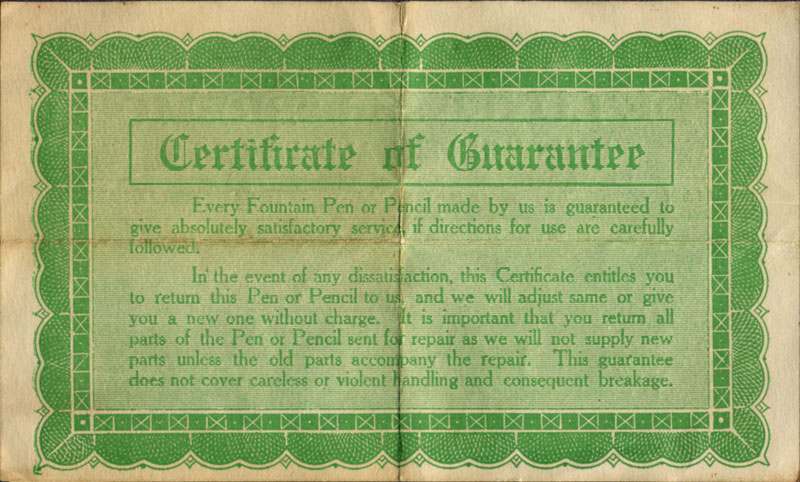 Certificate of Guarantee
Every Fountain Pen or Pencil made by us is guaranteed to
give absolutely satisfactory service, if directions for use are carefully
followed.
In the event of any dissatisfaction, this Certificate entitles you
to return this Pen or Pencil to us, and we will adjust same or give
you a new one without charge. It is important that you return all
parts of the Pen or Pencil sent for repair as we will not supply new
parts unless the old parts accompany the repair. This guarantee
does not cover careless or violent handling and consequent breakage.